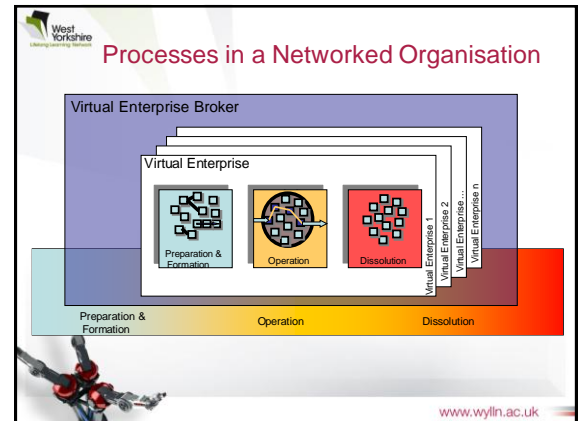 West
Yorkshire
Lifelong Learning Network
Processes in a Networked Organisation
Virtual Enterprise Broker
Virtual Enterprise
Preparation &
Formation
Operation
Dissolution
Virtual Enterprise 1
Virtual Enterprise 2
Virtual Enterprise...
Virtual Enterprise n
Preparation &
Formation
Operation
Dissolution
www.wylln.ac.uk